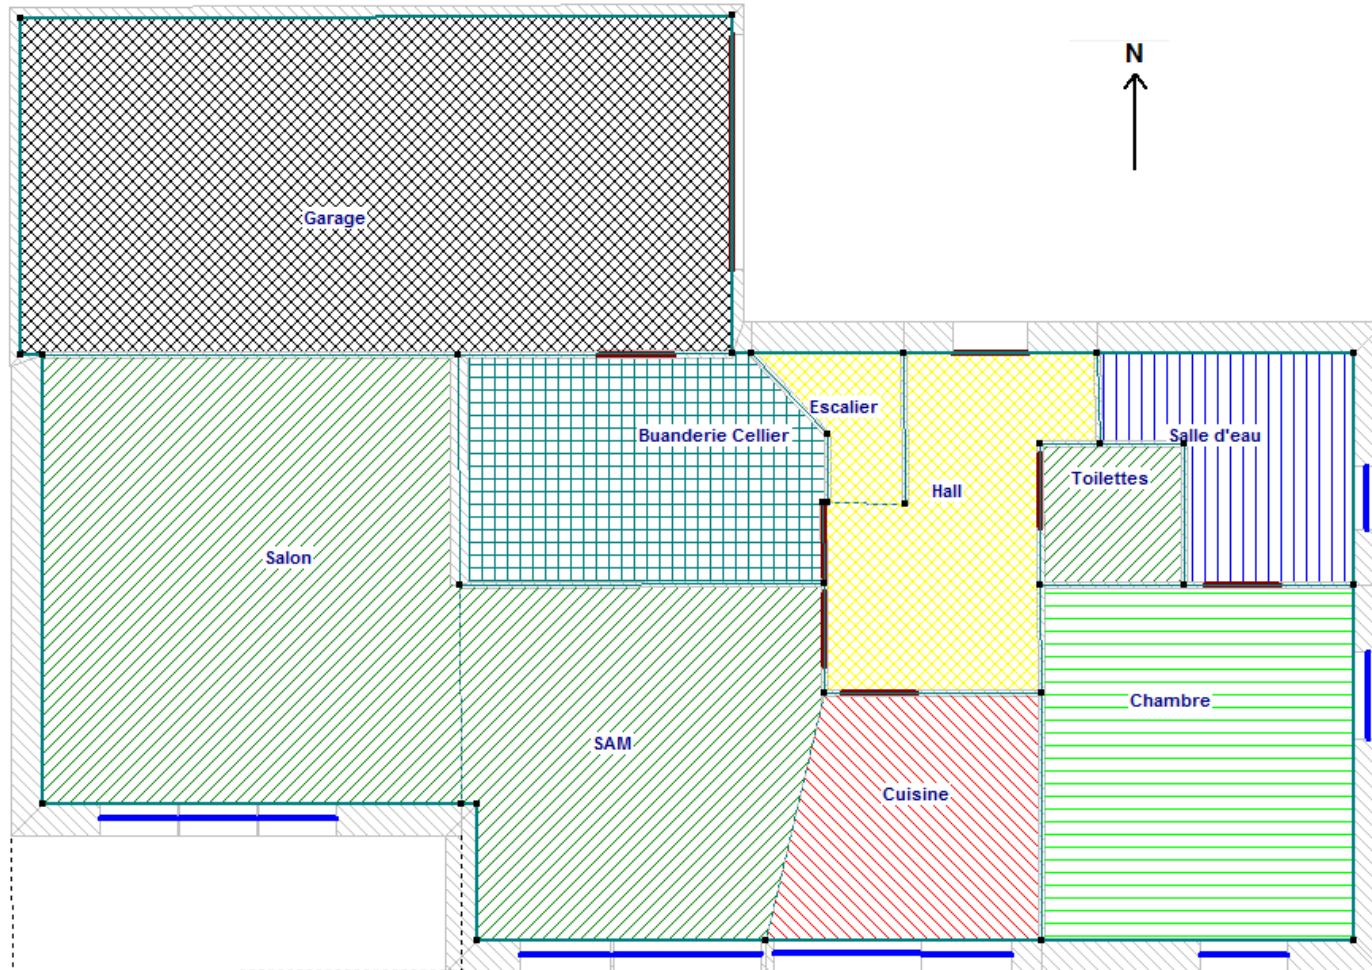 N
Garage
Escalier
Buanderie Cellier
Salle d'eau
Toilettes
Hall
Salon
Chambre
SAM
Cuisine